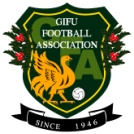 GIFU
FOOTBALL
ASSOCIATION
G
A
SINCE 1946